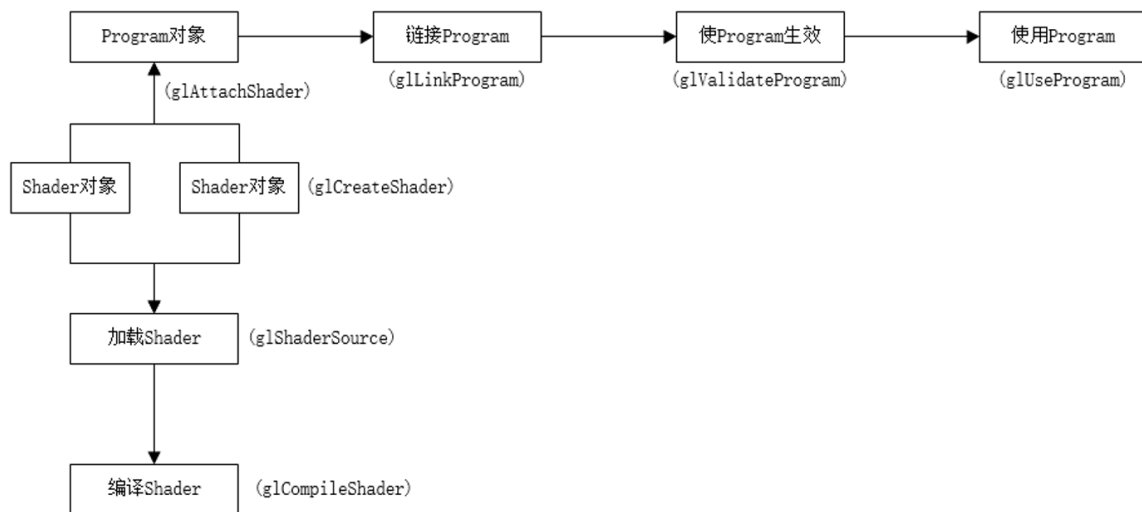 Program对象
链接Program
使Program生效
使用Program
(glLinkProgram)
(glValidateProgram)
(glUseProgram)
(glAttachShader)
Shader对象
Shader对象
(glCreateShader)
加载Shader
(glShaderSource)
编译Shader
(glCompileShader)